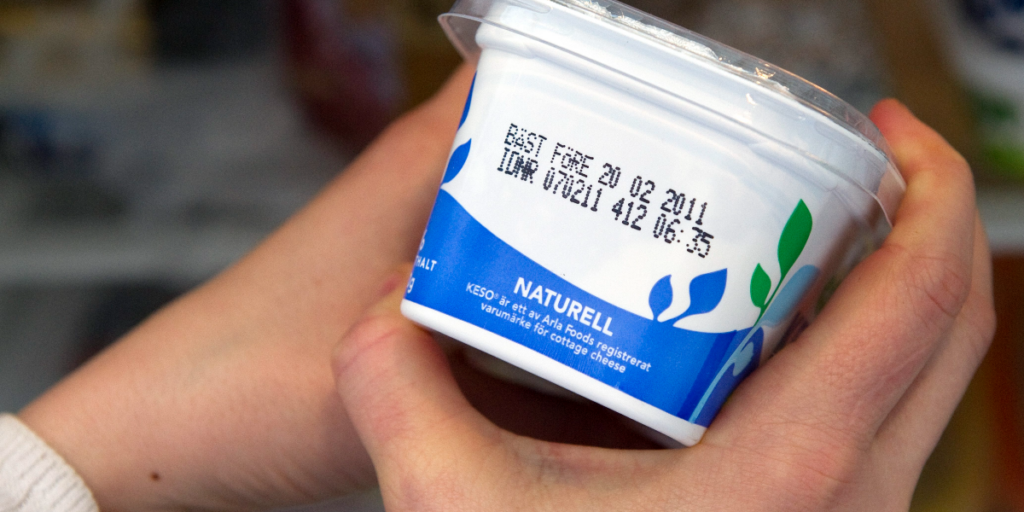 BÄST FÖRE 20 02 2011
IDNR 070211 412 06:35
NATURELL
KESO® är ett av Arla Foods registrerat
varumärke för cottage cheese